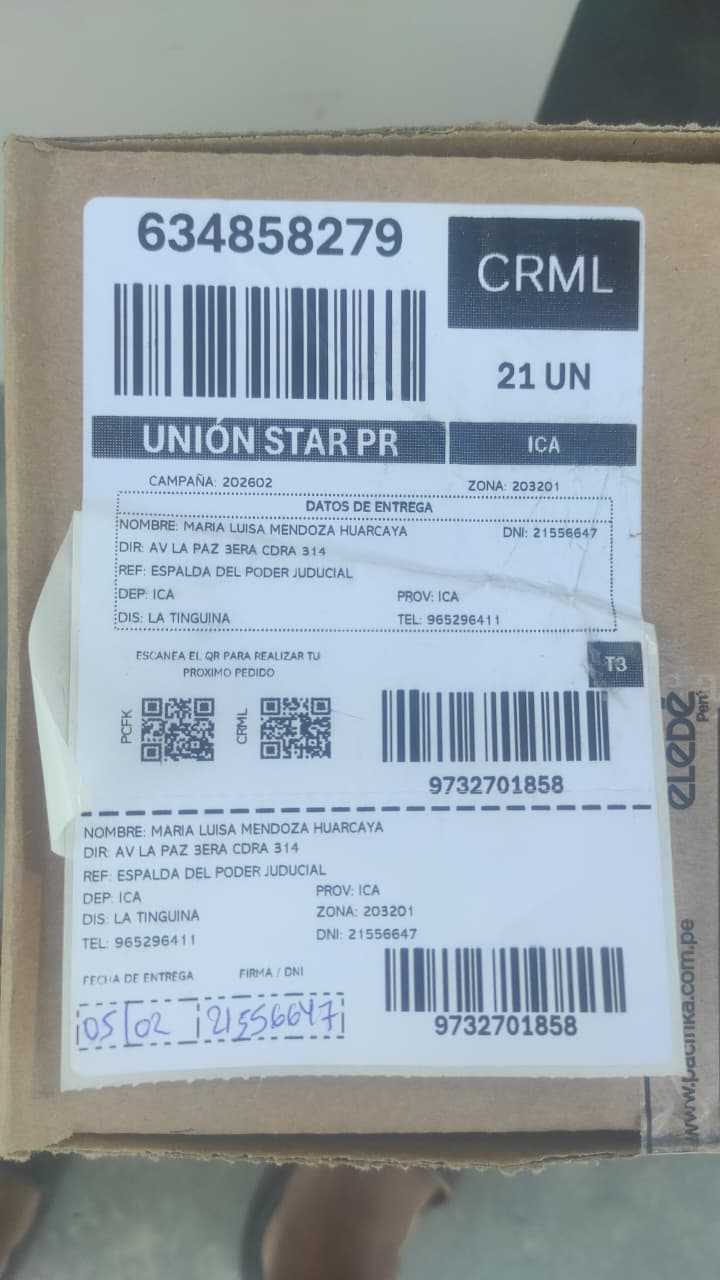 634858279
CRML
21 UN
UNIÓN STAR PR
ICA
CAMPAÑA: 202602
ZONA: 203201
DATOS DE ENTREGA
NOMBRE: MARIA LUISA MENDOZA HUARCAYA
DNI: 21556647
DIR: AV LA PAZ 3ERA CDRA 314
REF: ESPALDA DEL PODER JUDUCIAL
DEP: ICA
PROV: ICA
DIS: LA TINGUINA
TEL: 965296411
ESCANEA EL QR PARA REALIZAR TU
PROXIMO PEDIDO
T3
PCFK
CRML
9732701858
NOMBRE: MARIA LUISA MENDOZA HUARCAYA
DIR: AV LA PAZ 3ERA CDRA 314
REF: ESPALDA DEL PODER JUDUCIAL
DEP: ICA
PROV: ICA
DIS: LA TINGUINA
ZONA: 203201
TEL: 965296411
DNI: 21556647
FECHA DE ENTREGA
FIRMA / DNI
05 02 21556647
9732701858
eLeDé
Perú